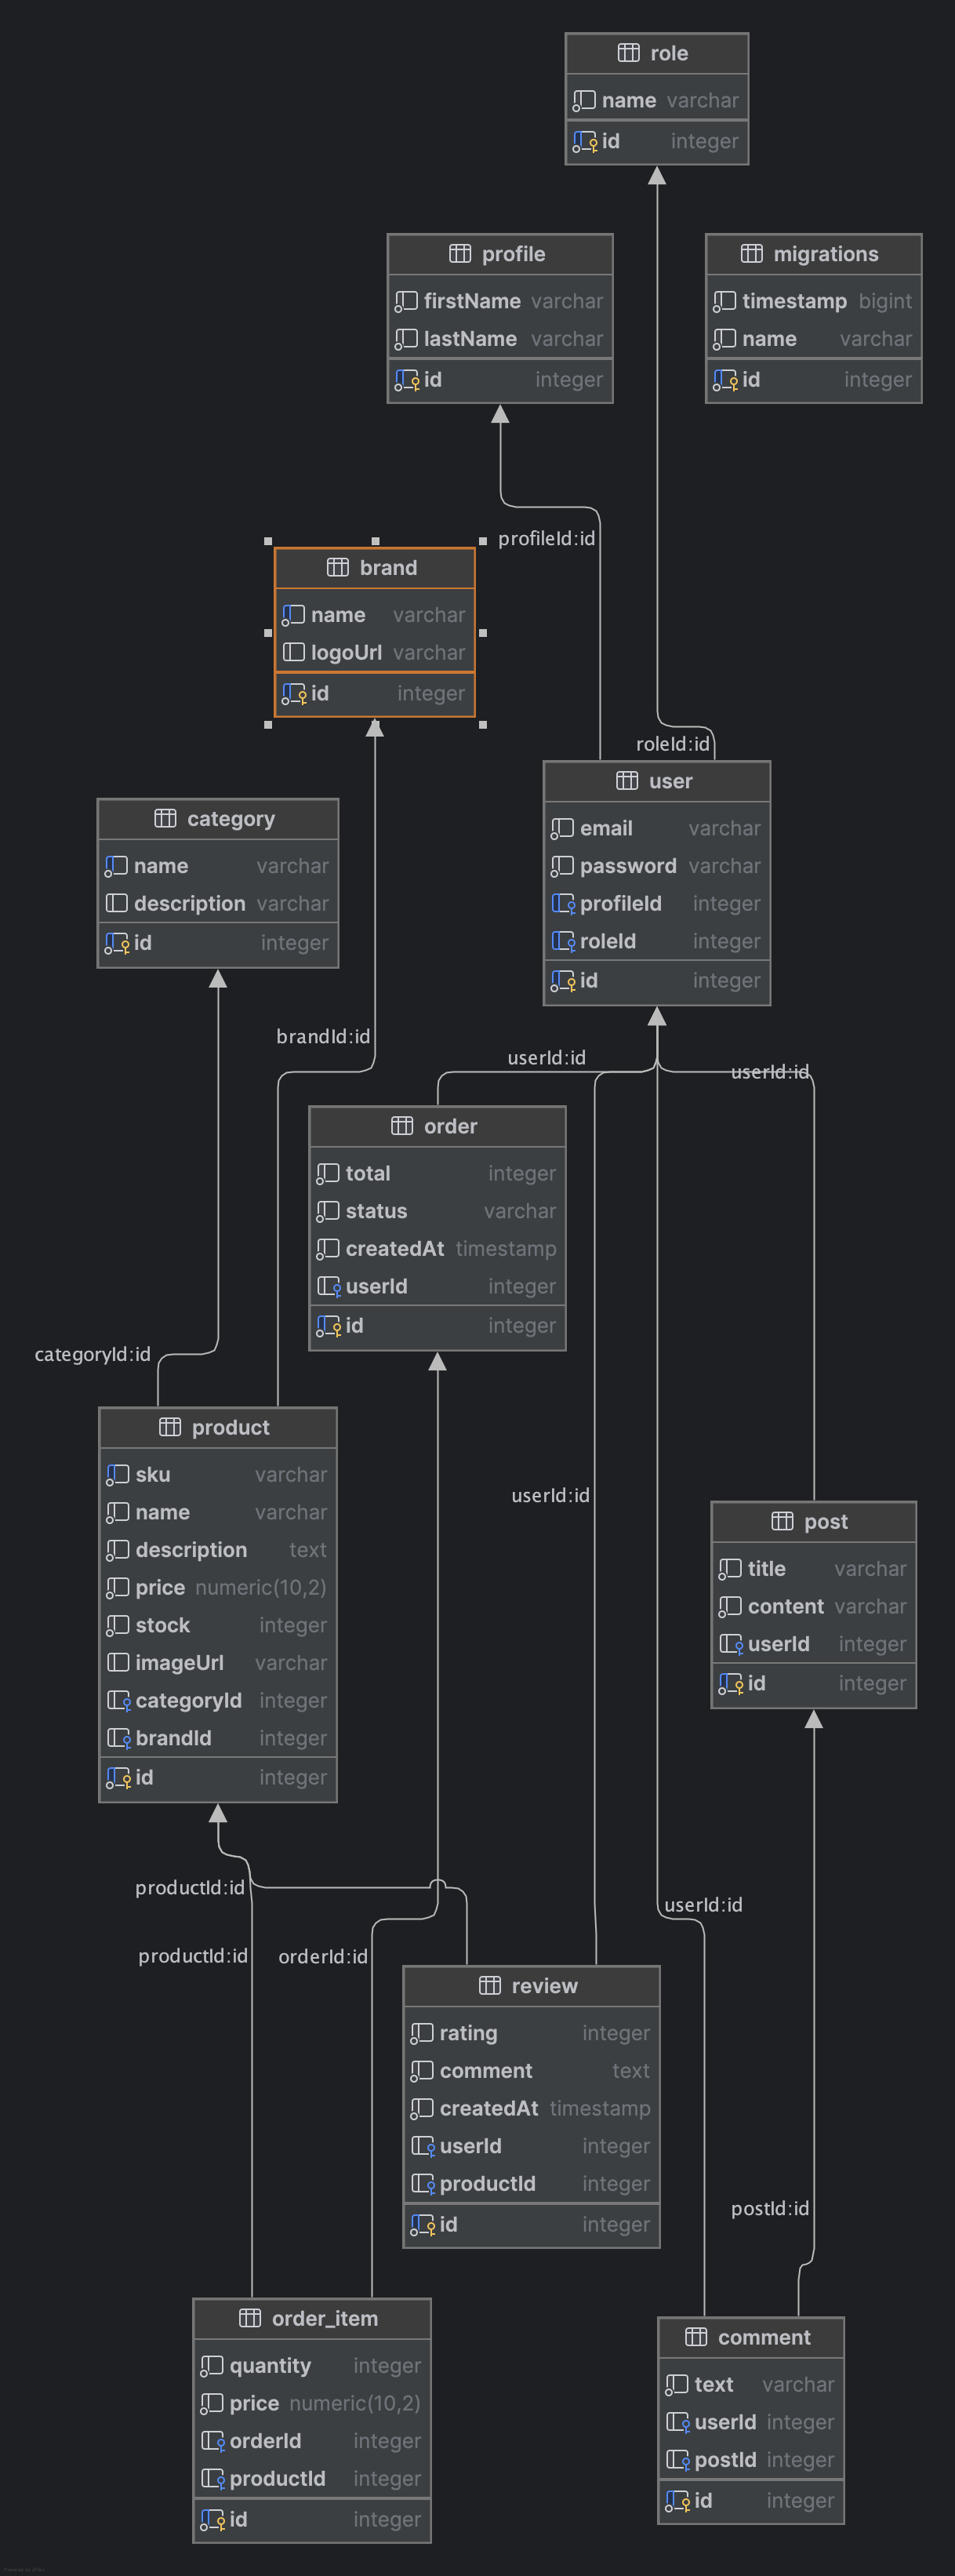 role
name varchar
id integer
profile
firstName varchar
lastName varchar
id integer
migrations
timestamp bigint
name varchar
id integer
profileId:id
brand
name varchar
logoUrl varchar
id integer
roleId:id
user
email varchar
password varchar
profileId integer
roleId integer
id integer
category
name varchar
description varchar
id integer
brandId:id
userId:id
userId:id
order
total integer
status varchar
createdAt timestamp
userId integer
id integer
categoryId:id
product
sku varchar
name varchar
description text
price numeric(10,2)
stock integer
imageUrl varchar
categoryId integer
brandId integer
id integer
userId:id
post
title varchar
content varchar
userId integer
id integer
productId:id
userId:id
productId:id
orderId:id
review
rating integer
comment text
createdAt timestamp
userId integer
productId integer
id integer
postId:id
order_item
quantity integer
price numeric(10,2)
orderId integer
productId integer
id integer
comment
text varchar
userId integer
postId integer
id integer